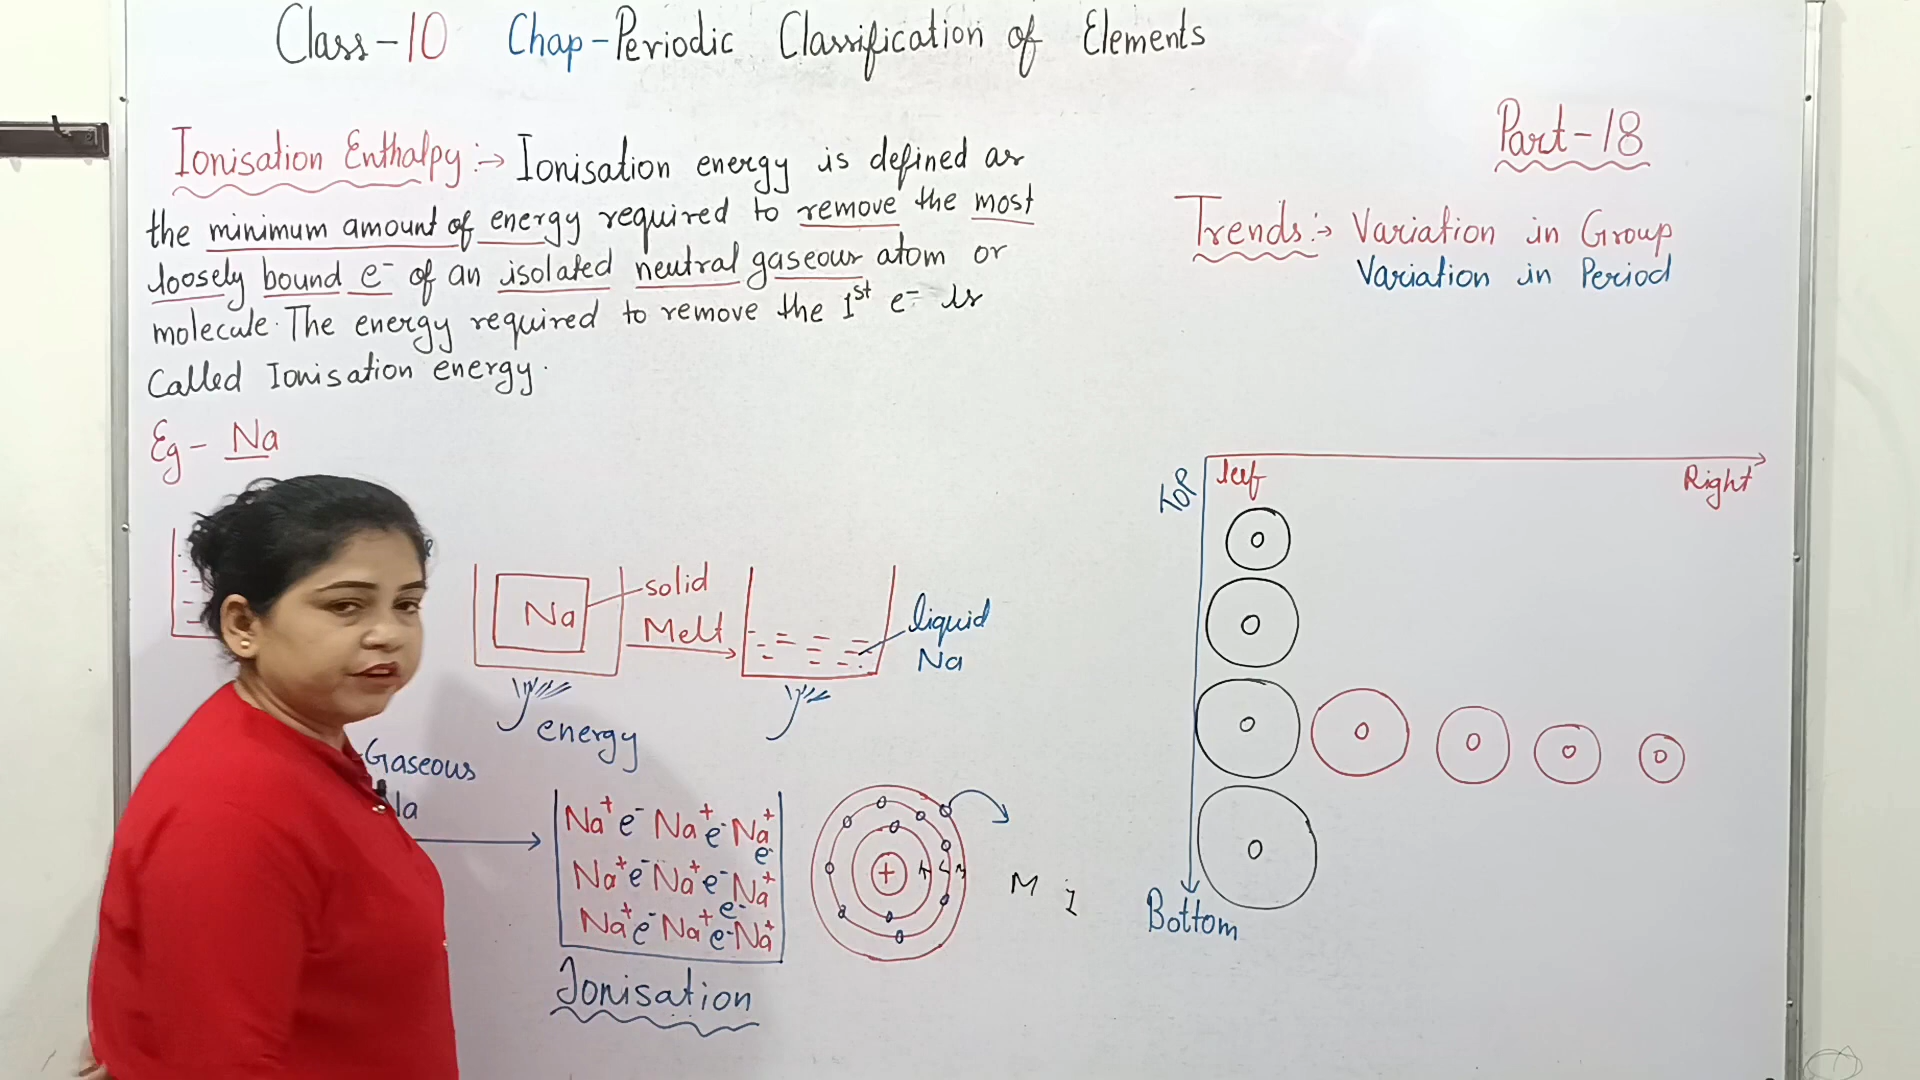 Class-10 Chap-Periodic Classification of Elements
Part-18
Ionisation Enthalpy:→ Ionisation energy is defined as
the minimum amount of energy required to remove the most
loosely bound e⁻ of an isolated neutral gaseous atom or
molecule. The energy required to remove the 1st e⁻ is
Called Ionisation energy.
Trends:→ Variation in Group
Variation in Period
Eg- Na
Na
solid
Melt
liquid
Na
energy
Gaseous
Na
Na⁺ e⁻ Na⁺ e⁻ Na⁺
e⁻
Na⁺ e⁻ Na⁺ e⁻ Na⁺
e⁻
Na⁺ e⁻ Na⁺ e⁻ Na⁺
Ionisation
+
M
TOP
Right
Bottom